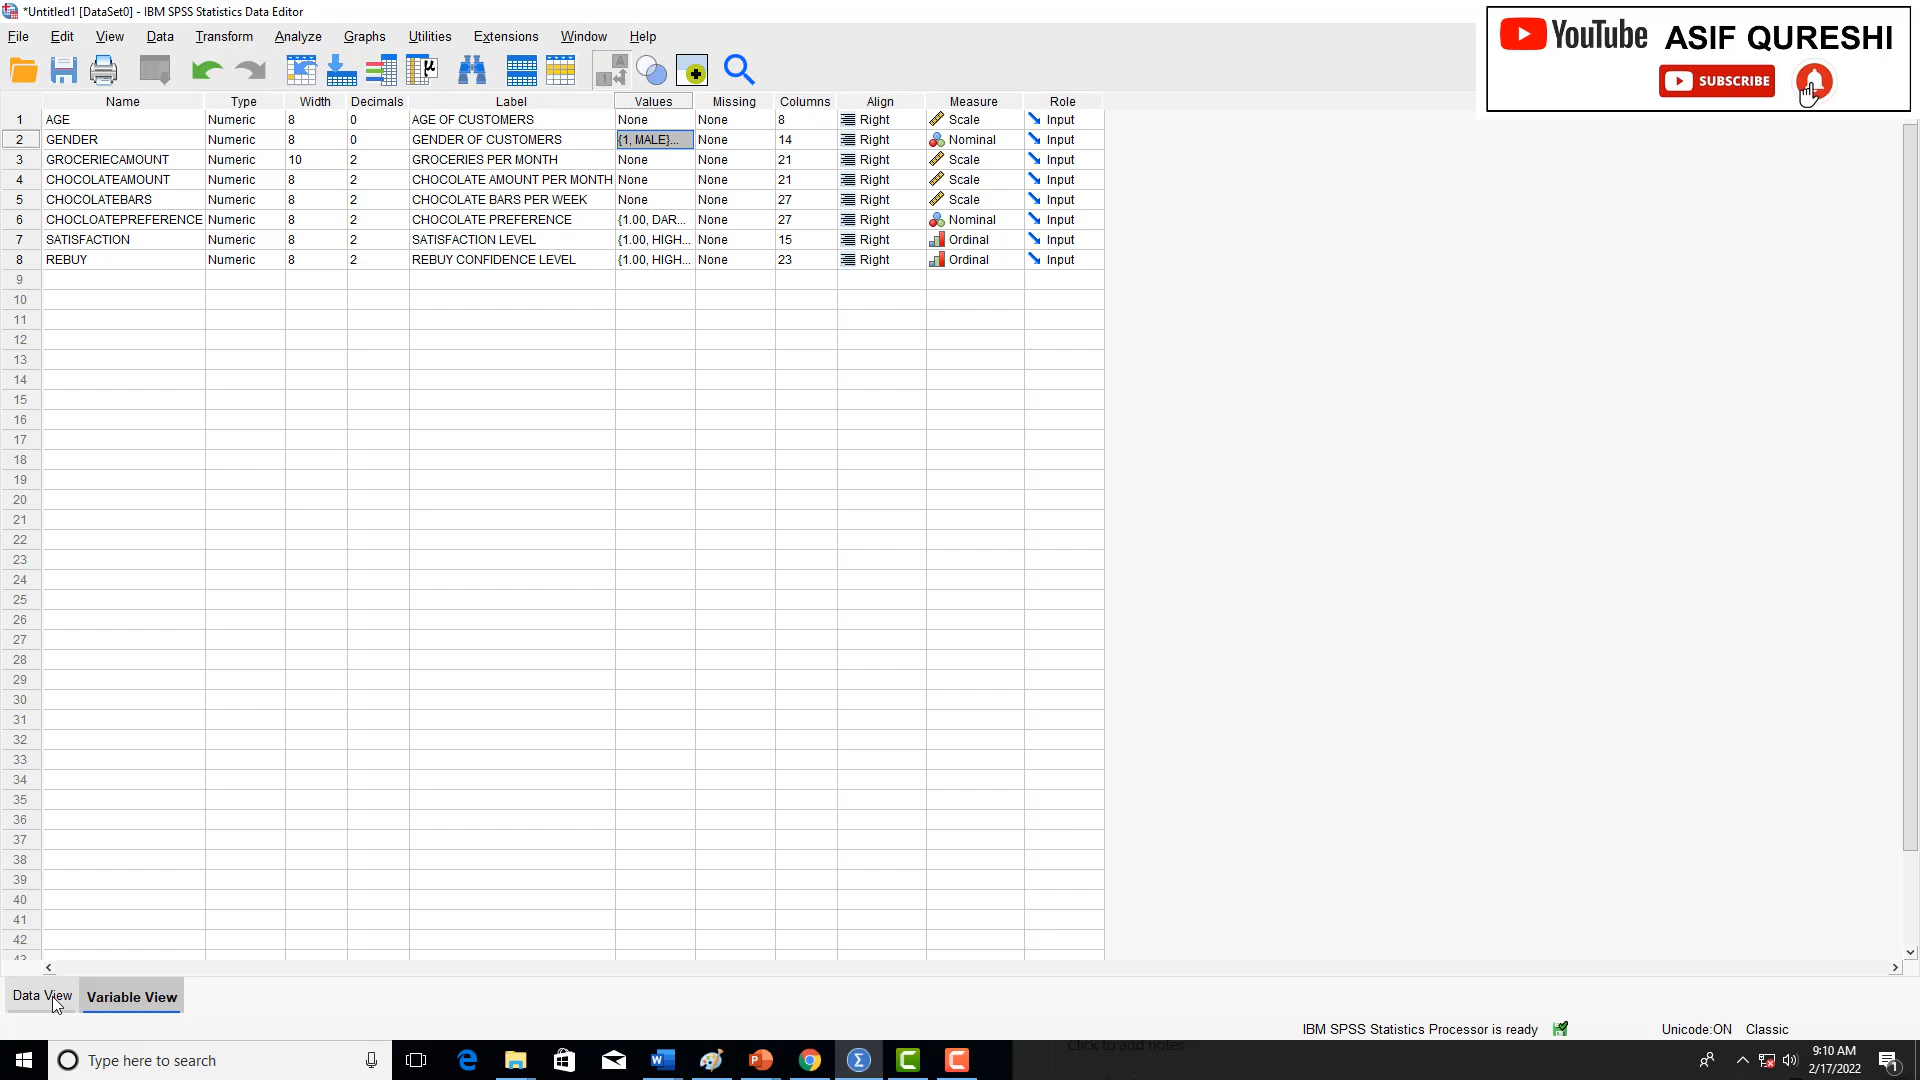 *Untitled1 [DataSet0] - IBM SPSS Statistics Data Editor
File Edit View Data Transform Analyze Graphs Utilities Extensions Window Help
YouTube ASIF QURESHI
SUBSCRIBE
Name Type Width Decimals Label Values Missing Columns Align Measure Role
1 AGE Numeric 8 0 AGE OF CUSTOMERS None None 8 Right Scale Input
2 GENDER Numeric 8 0 GENDER OF CUSTOMERS {1, MALE}... None 14 Right Nominal Input
3 GROCERIECAMOUNT Numeric 10 2 GROCERIES PER MONTH None None 21 Right Scale Input
4 CHOCOLATEAMOUNT Numeric 8 2 CHOCOLATE AMOUNT PER MONTH None None 21 Right Scale Input
5 CHOCOLATEBARS Numeric 8 2 CHOCOLATE BARS PER WEEK None None 27 Right Scale Input
6 CHOCLOATEPREFERENCE Numeric 8 2 CHOCOLATE PREFERENCE {1.00, DAR... None 27 Right Nominal Input
7 SATISFACTION Numeric 8 2 SATISFACTION LEVEL {1.00, HIGH... None 15 Right Ordinal Input
8 REBUY Numeric 8 2 REBUY CONFIDENCE LEVEL {1.00, HIGH... None 23 Right Ordinal Input
9
10
11
12
13
14
15
16
17
18
19
20
21
22
23
24
25
26
27
28
29
30
31
32
33
34
35
36
37
38
39
40
41
42
43
Data View Variable View
IBM SPSS Statistics Processor is ready Unicode:ON Classic
Click to add notes
Type here to search
9:10 AM
2/17/2022
1